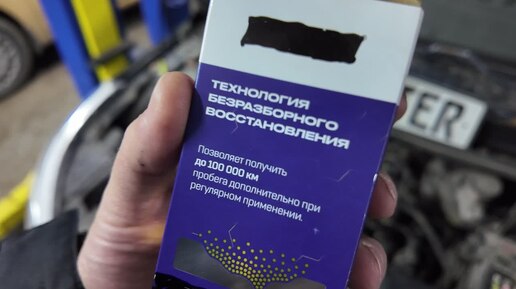 ТЕХНОЛОГИЯ
БЕЗРАЗБОРНОГО
ВОССТАНОВЛЕНИЯ
Позволяет получить
до 100 000 км
пробега дополнительно при
регулярном применении.
TER